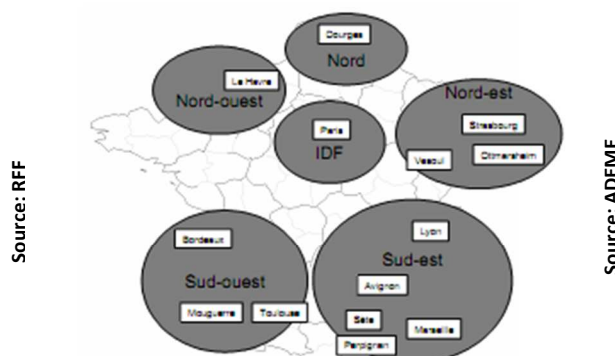 Dourges
Nord
Le Havre
Nord-ouest
Nord-est
Strasbourg
Vesoul
Ottmarsheim
Paris
IDF
Bordeaux
Sud-ouest
Mouguerre
Toulouse
Lyon
Sud-est
Avignon
Sete
Marseille
Perpignan
Source: RFF
Source: ADEME